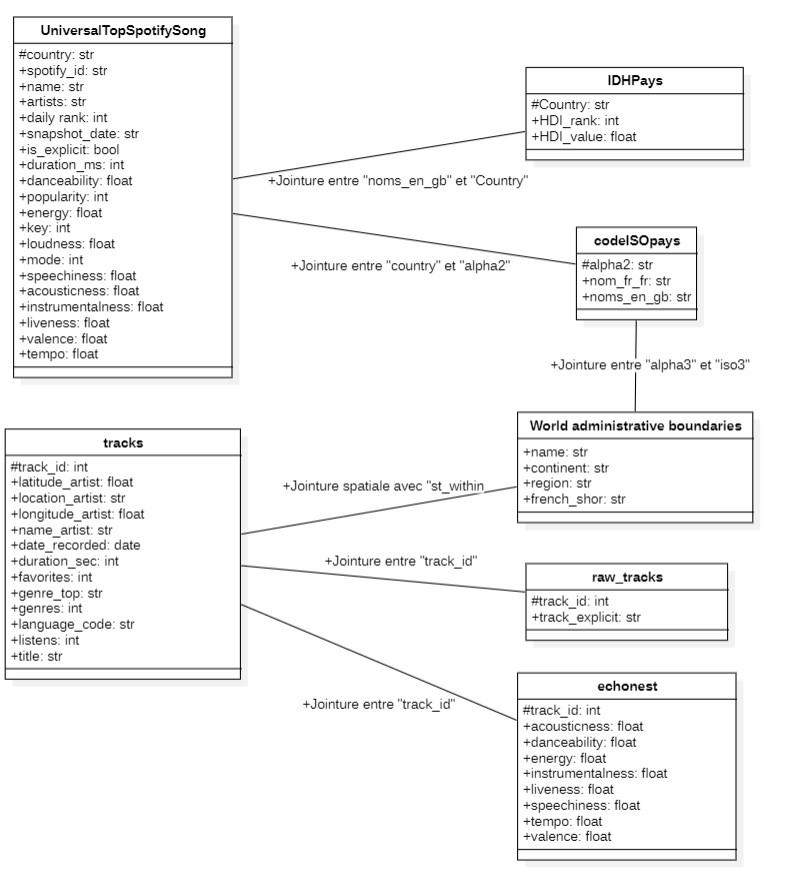 UniversalTopSpotifySong
#country: str
+spotify_id: str
+name: str
+artists: str
+daily rank: int
+snapshot_date: str
+is_explicit: bool
+duration_ms: int
+danceability: float
+popularity: int
+energy: float
+key: int
+loudness: float
+mode: int
+speechiness: float
+acousticness: float
+instrumentalness: float
+liveness: float
+valence: float
+tempo: float
IDHPays
#Country: str
+HDI_rank: int
+HDI_value: float
+Jointure entre "noms_en_gb" et "Country"
+Jointure entre "country" et "alpha2"
codeISOpays
#alpha2: str
+nom_fr_fr: str
+noms_en_gb: str
+Jointure entre "alpha3" et "iso3"
World administrative boundaries
+name: str
+continent: str
+region: str
+french_shor: str
tracks
#track_id: int
+latitude_artist: float
+location_artist: str
+longitude_artist: float
+name_artist: str
+date_recorded: date
+duration_sec: int
+favorites: int
+genre_top: str
+genres: int
+language_code: str
+listens: int
+title: str
+Jointure spatiale avec "st_within
+Jointure entre "track_id"
raw_tracks
#track_id: int
+track_explicit: str
+Jointure entre "track_id"
echonest
#track_id: int
+acousticness: float
+danceability: float
+energy: float
+instrumentalness: float
+liveness: float
+speechiness: float
+tempo: float
+valence: float